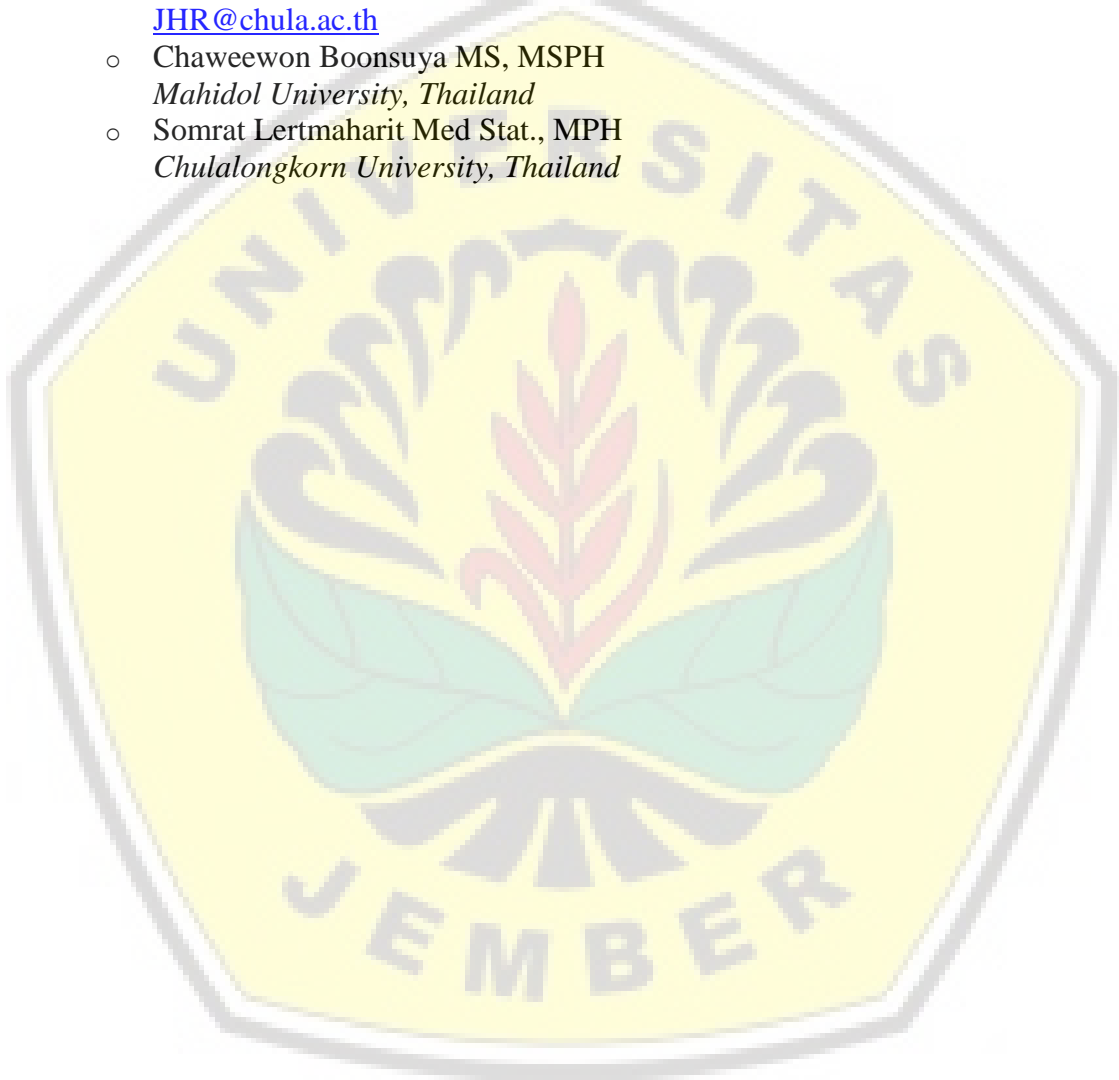 JHR@chula.ac.th
○ Chaweewon Boonsuya MS, MSPH
Mahidol University, Thailand
○ Somrat Lertmaharit Med Stat., MPH
Chulalongkorn University, Thailand
UNIVERSITAS
JEMBER